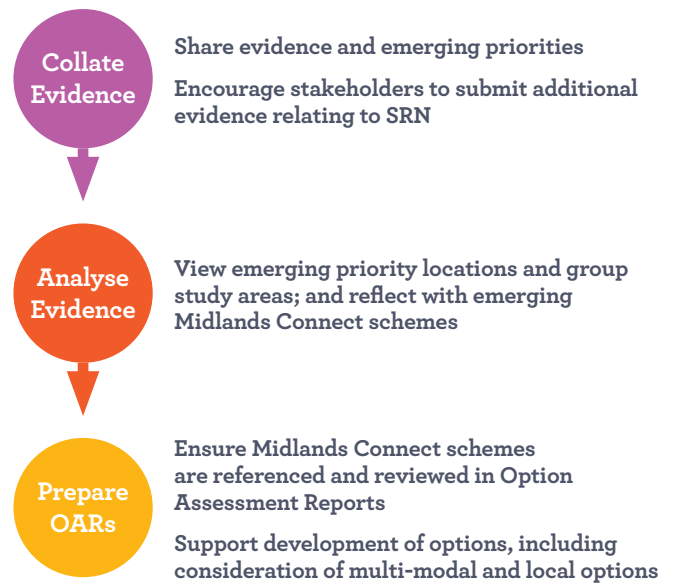 Collate
Evidence
Share evidence and emerging priorities
Encourage stakeholders to submit additional
evidence relating to SRN
Analyse
Evidence
View emerging priority locations and group
study areas; and reflect with emerging
Midlands Connect schemes
Prepare
OARs
Ensure Midlands Connect schemes
are referenced and reviewed in Option
Assessment Reports
Support development of options, including
consideration of multi-modal and local options